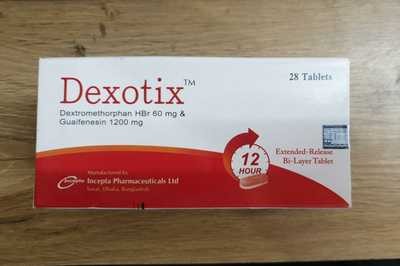 Dexotix™
28 Tablets
Dextromethorphan HBr 60 mg &
Guaifenesin 1200 mg
12
HOUR
Extended-Release
Bi-Layer Tablet
Manufactured by
Incepta
Incepta Pharmaceuticals Ltd
Savar, Dhaka, Bangladesh